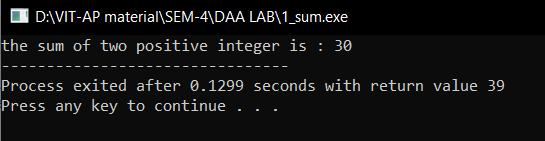 D:\VIT-AP material\SEM-4\DAA LAB\1_sum.exe
the sum of two positive integer is : 30
--------------------------------
Process exited after 0.1299 seconds with return value 39
Press any key to continue . . .